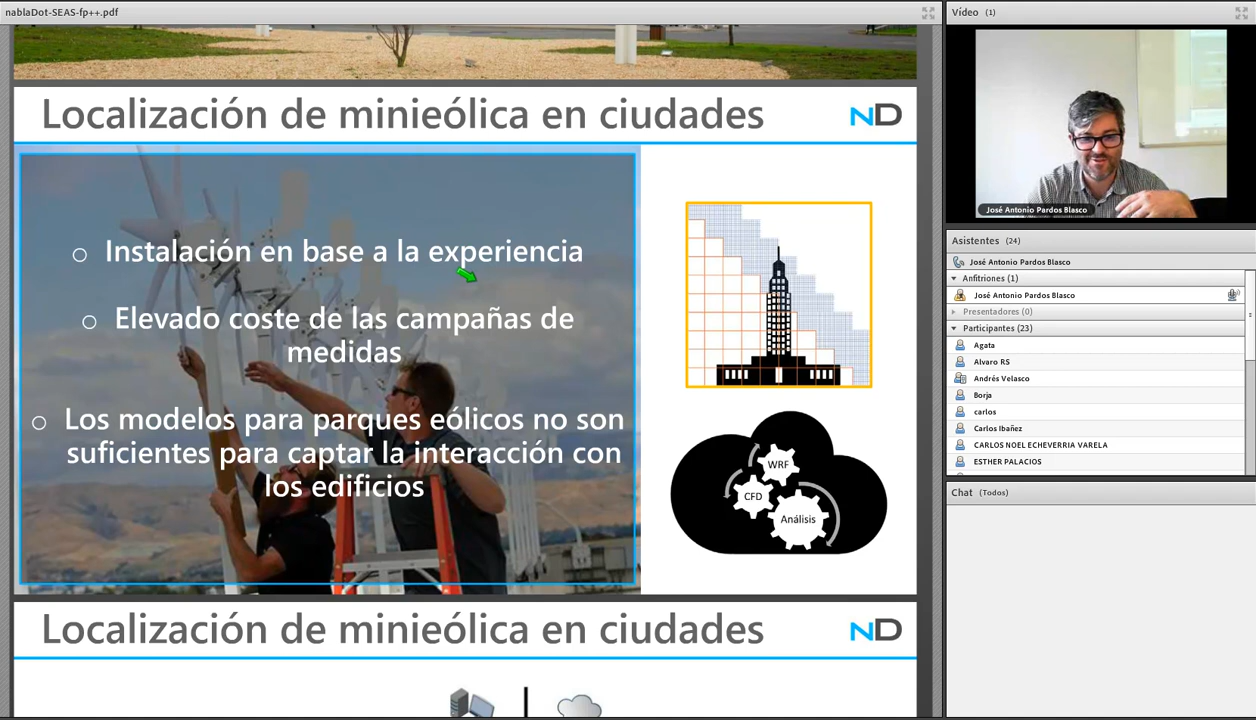 nablaDot-SEAS-fp++.pdf
Localización de minieólica en ciudades
ND
○ Instalación en base a la experiencia
○ Elevado coste de las campañas de
medidas
○ Los modelos para parques eólicos no son
suficientes para captar la interacción con
los edificios
WRF
CFD
Análisis
Localización de minieólica en ciudades
ND
Vídeo (1)
José Antonio Pardos Blasco
Asistentes (24)
José Antonio Pardos Blasco
Anfitriones (1)
José Antonio Pardos Blasco
Presentadores (0)
Participantes (23)
Agata
Alvaro RS
Andrés Velasco
Borja
carlos
Carlos Ibañez
CARLOS NOEL ECHEVERRIA VARELA
ESTHER PALACIOS
Chat (Todos)